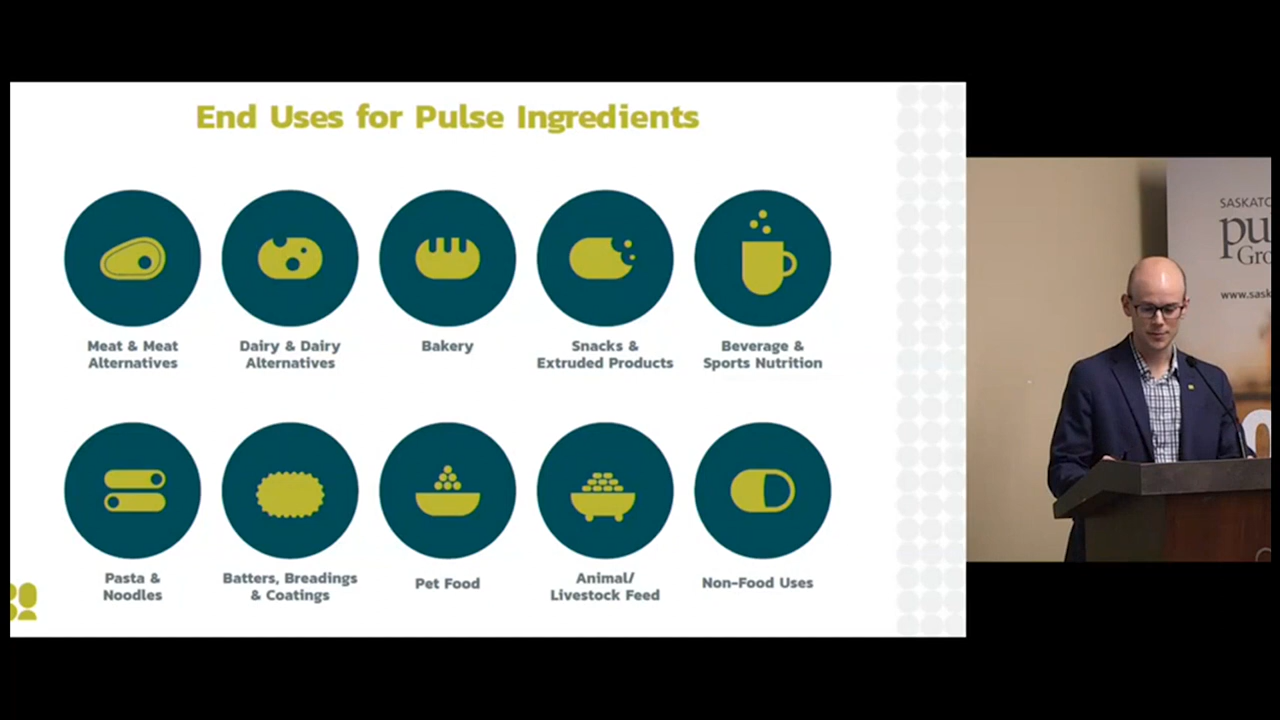 End Uses for Pulse Ingredients
Meat & Meat
Alternatives
Dairy & Dairy
Alternatives
Bakery
Snacks &
Extruded Products
Beverage &
Sports Nutrition
Pasta &
Noodles
Batters, Breadings
& Coatings
Pet Food
Animal/
Livestock Feed
Non-Food Uses
SASKATC
pu
Gro
www.sask